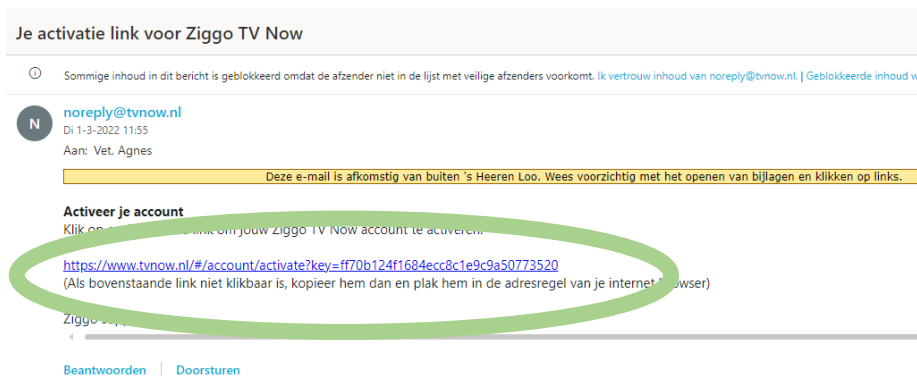 Je activatie link voor Ziggo TV Now
Sommige inhoud in dit bericht is geblokkeerd omdat de afzender niet in de lijst met veilige afzenders voorkomt. Ik vertrouw inhoud van noreply@tvnow.nl. | Geblokkeerde inhoud w
N
noreply@tvnow.nl
Di 1-3-2022 11:55
Aan: Vet, Agnes
Deze e-mail is afkomstig van buiten 's Heeren Loo. Wees voorzichtig met het openen van bijlagen en klikken op links.
Activeer je account
Klik op link om jouw Ziggo TV Now account te activeren.
https://www.tvnow.nl/#/account/activate?key=ff70b124f1684ecc8c1e9c9a50773520
(Als bovenstaande link niet klikbaar is, kopieer hem dan en plak hem in de adresregel van je internet browser)
Ziggo
Beantwoorden | Doorsturen